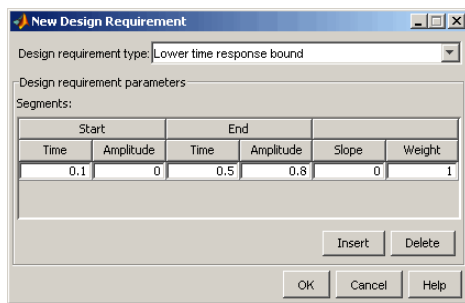 New Design Requirement
Design requirement type: Lower time response bound
Design requirement parameters
Segments:
Start End
Time Amplitude Time Amplitude Slope Weight
0.1 0 0.5 0.8 0 1
Insert Delete
OK Cancel Help